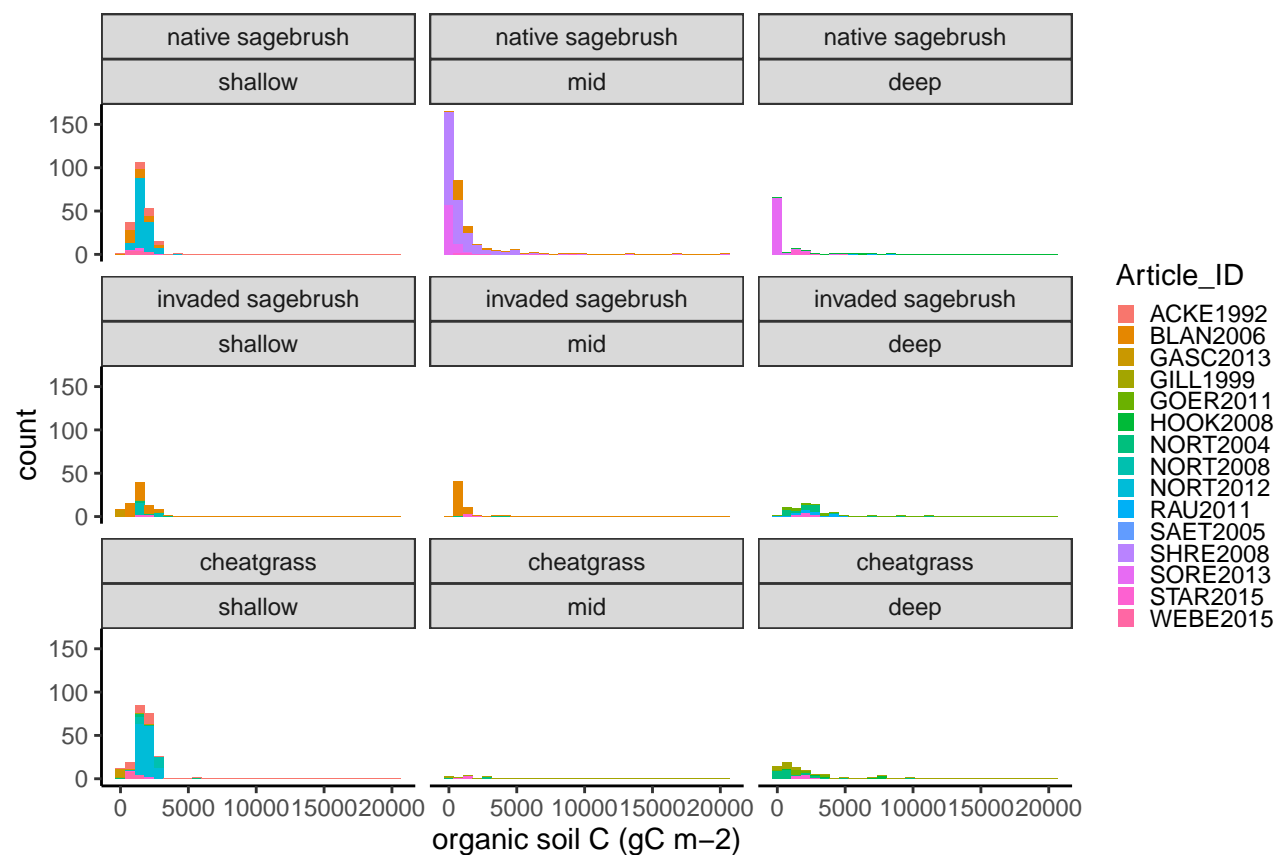 native sagebrush native sagebrush native sagebrush
shallow mid deep
150
100
50
0
invaded sagebrush invaded sagebrush invaded sagebrush
shallow mid deep
150
100
50
0
cheatgrass cheatgrass cheatgrass
shallow mid deep
150
100
50
0
0 5000 10000 15000 20000 0 5000 10000 15000 20000 0 5000 10000 15000 20000
organic soil C (gC m−2)
count
Article_ID
ACKE1992
BLAN2006
GASC2013
GILL1999
GOER2011
HOOK2008
NORT2004
NORT2008
NORT2012
RAU2011
SAET2005
SHRE2008
SORE2013
STAR2015
WEBE2015